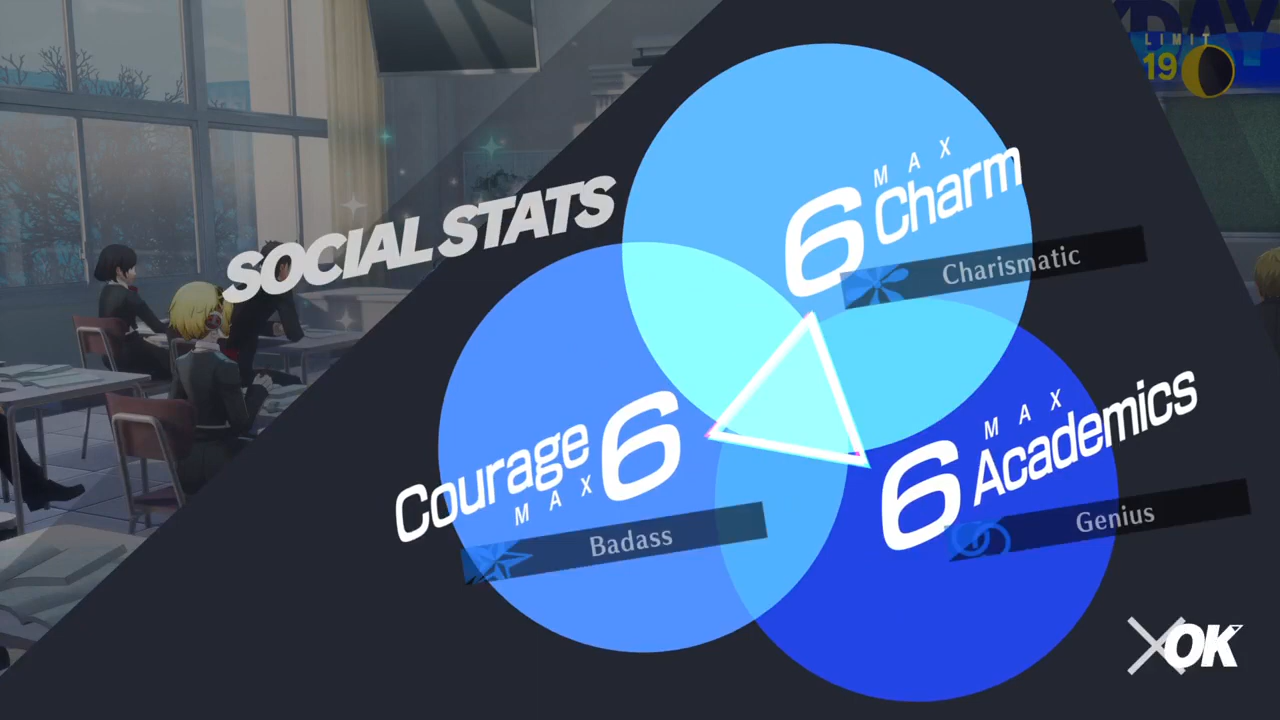 LIMIT
19
SOCIAL STATS
MAX
6 Charm
Charismatic
Courage 6
MAX
Badass
MAX
6 Academics
Genius
OK